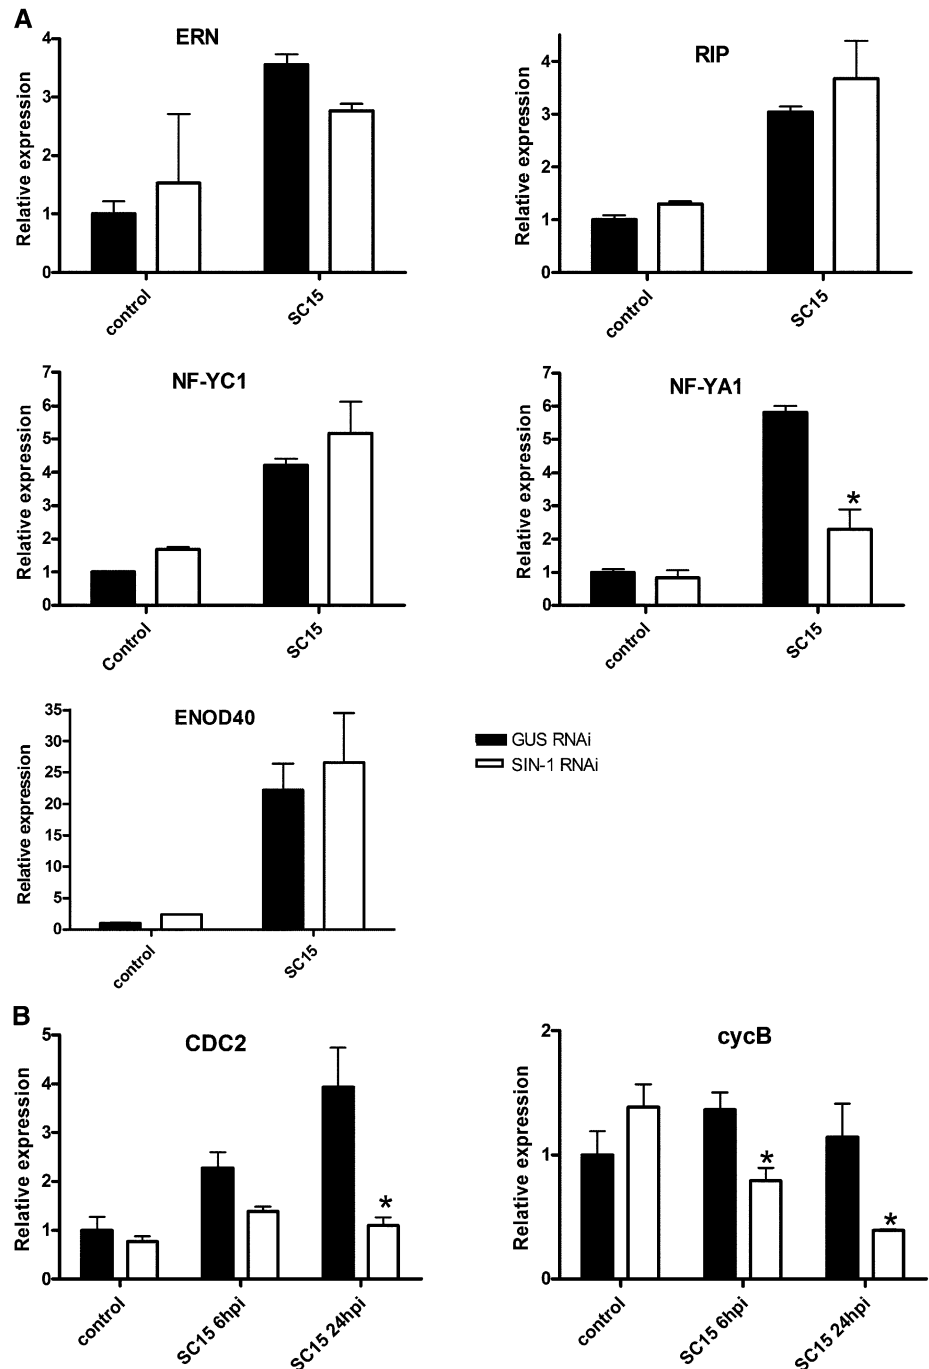 A
ERN
Relative expression
4
3
2
1
0
control
SC15
RIP
Relative expression
4
3
2
1
0
control
SC15
NF-YC1
Relative expression
7
6
5
4
3
2
1
0
Control
SC15
NF-YA1
Relative expression
7
6
5
4
3
2
1
0
*
control
SC15
ENOD40
Relative expression
35
30
25
20
15
10
5
0
control
SC15
GUS RNAi
SIN-1 RNAi
B
CDC2
Relative expression
5
4
3
2
1
0
*
control
SC15 6hpi
SC15 24hpi
cycB
Relative expression
2
1
0
*
*
control
SC15 6hpi
SC15 24hpi